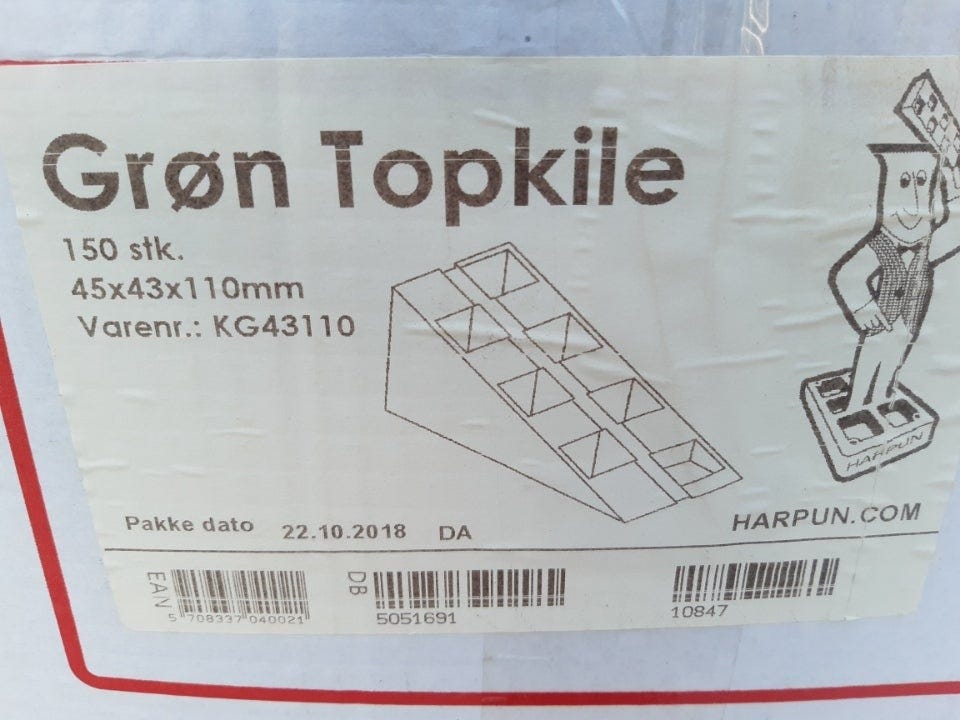 Grøn Topkile
150 stk.
45x43x110mm
Varenr.: KG43110
HARPUN
Pakke dato 22.10.2018 DA
HARPUN.COM
EAN
5 708337 040021
DB
5051691
10847